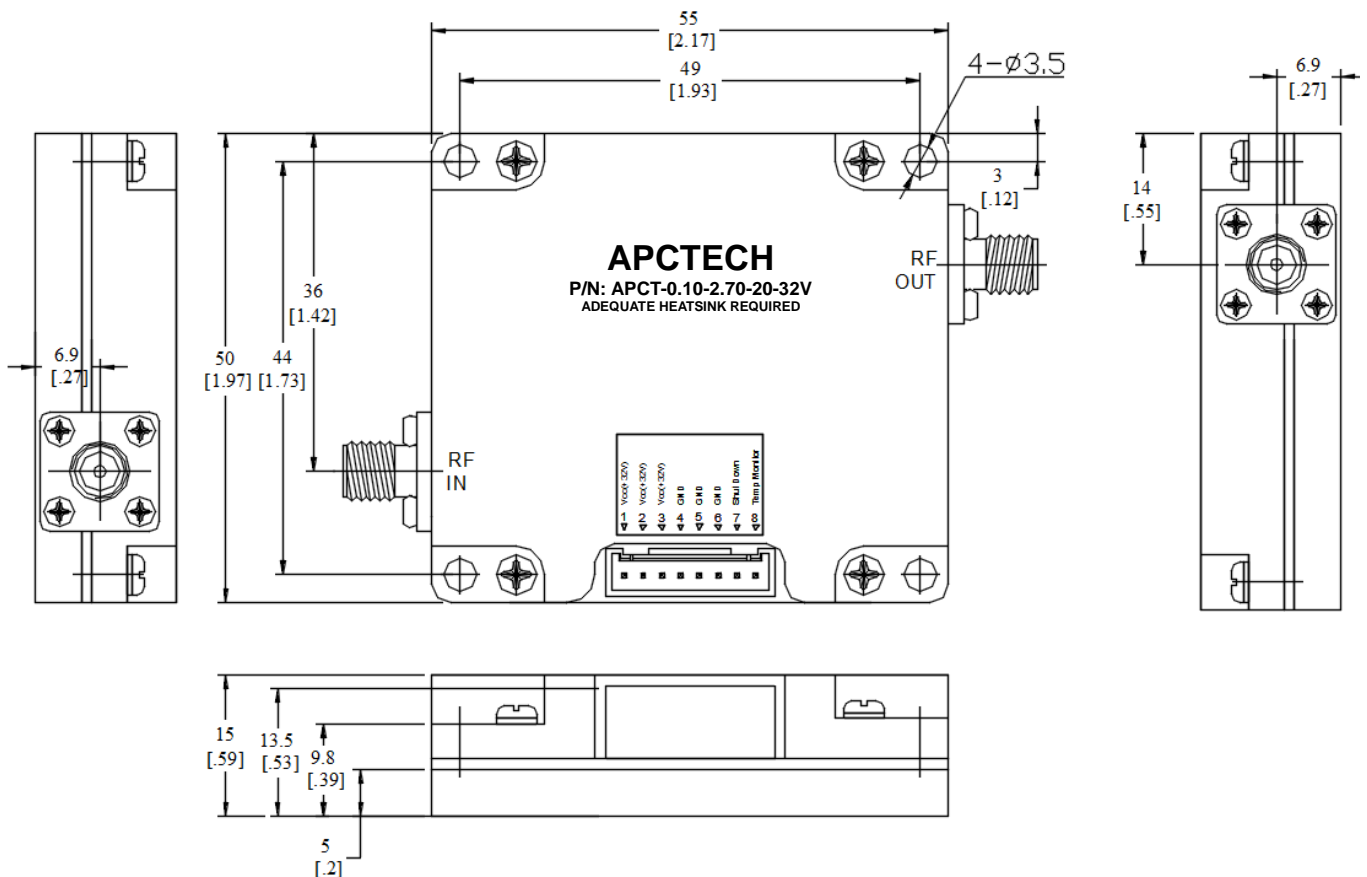 55
[2.17]
49
[1.93]
4-Ø3.5
6.9
[.27]
3
[.12]
14
[.55]
APCTECH
P/N: APCT-0.10-2.70-20-32V
ADEQUATE HEATSINK REQUIRED
RF
OUT
36
[1.42]
50
[1.97]
44
[1.73]
6.9
[.27]
RF
IN
1 Vcc(+32V)
2 Vcc(+32V)
3 Vcc(+32V)
4 GND
5 GND
6 GND
7 Shut Down
8 Temp Monitor
15
[.59]
13.5
[.53]
9.8
[.39]
5
[.2]